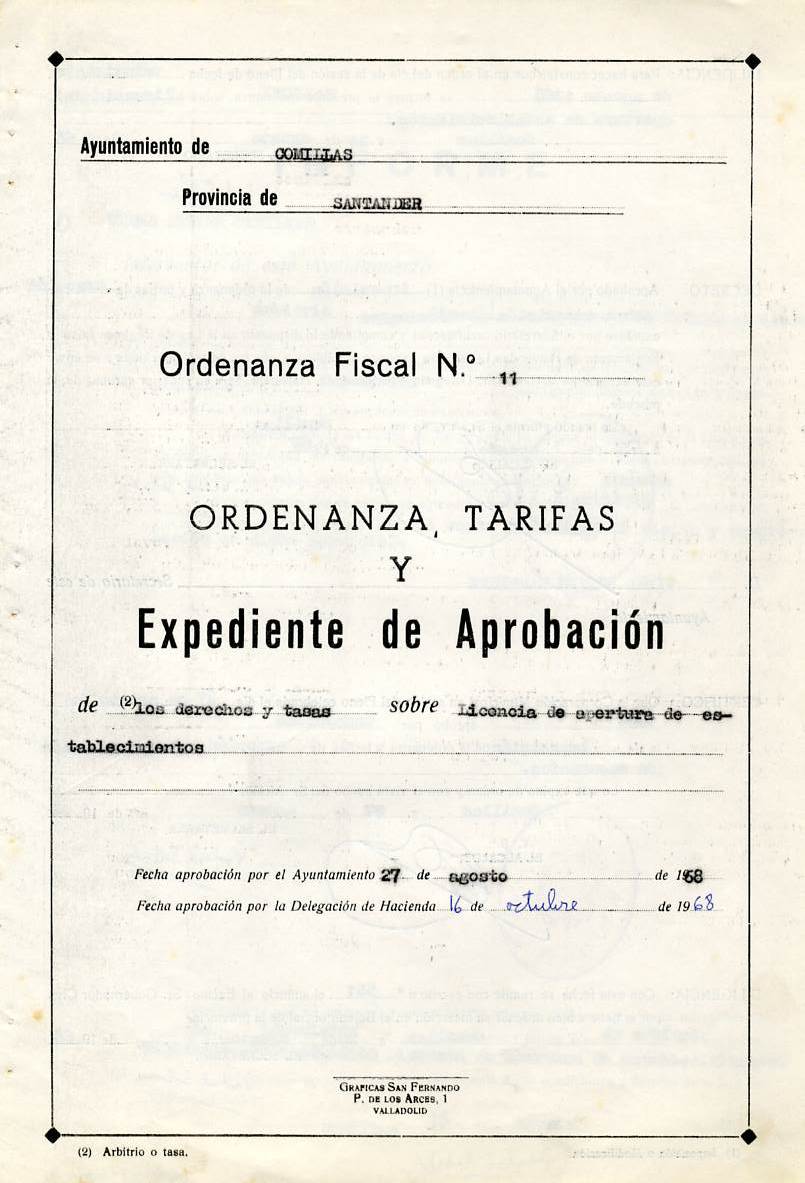 Ayuntamiento de COMILLAS
Provincia de SANTANDER
Ordenanza Fiscal N.º 11
ORDENANZA, TARIFAS
Y
Expediente de Aprobación
de (2) los derechos y tasas sobre Licencia de apertura de es-
tablecimientos
Fecha aprobación por el Ayuntamiento 27 de agosto de 1968
Fecha aprobación por la Delegación de Hacienda 16 de octubre de 1968
GRAFICAS SAN FERNANDO
P. DE LOS ARCES, 1
VALLADOLID
(2) Arbitrio o tasa.